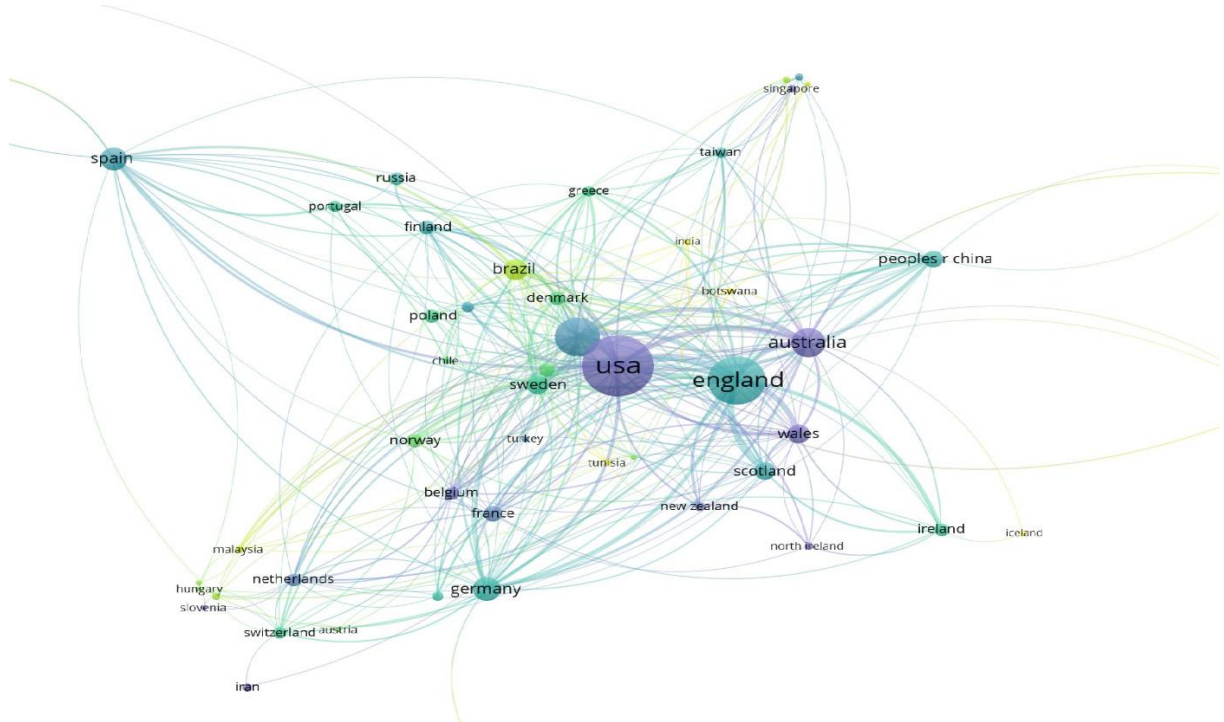 singapore
taiwan
spain
russia
greece
portugal
finland
india
peoples r china
brazil
botswana
denmark
poland
australia
chile
usa
england
sweden
wales
norway
turkey
tunisia
scotland
belgium
new zealand
france
ireland
iceland
north ireland
malaysia
netherlands
hungary
germany
slovenia
switzerland
austria
iran